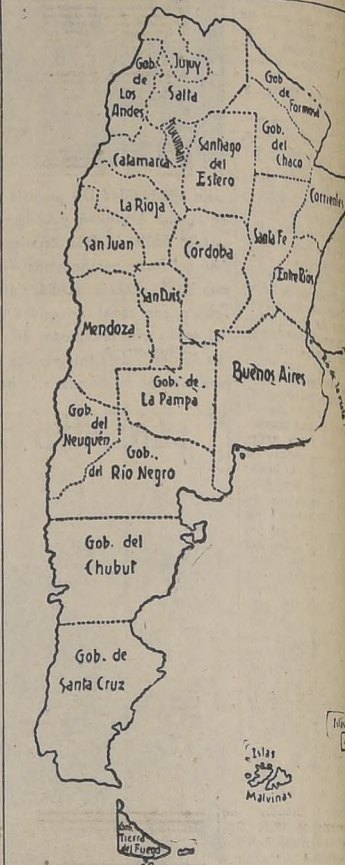 Gob.
de
Los
Andes
Jujuy
Salta
Gob
de
Formosa
Gob.
del
Chaco
Tucumán
Catamarca
Santiago
del
Estero
Corrientes
La Rioja
San Juan
Córdoba
Santa Fe
Entre Rios
San Luis
Mendoza
Buenos Aires
Gob. de
La Pampa
Gob.
del
Neuquén
Gob.
del Río Negro
Gob. del
Chubut
Gob. de
Santa Cruz
Islas
Malvinas
Gob.
Tierra
del Fuego